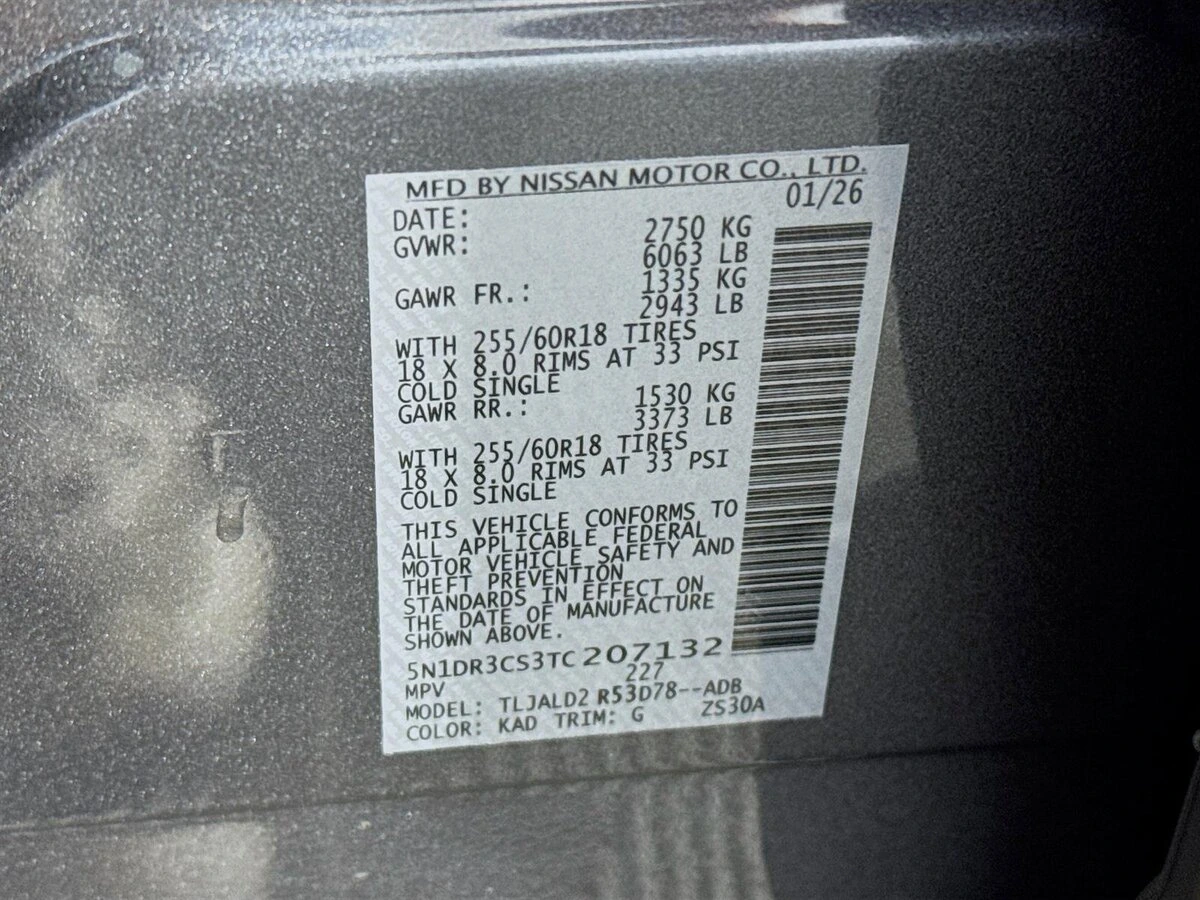 MFD BY NISSAN MOTOR CO., LTD.
DATE: 01/26
GVWR: 2750 KG
6063 LB
GAWR FR.: 1335 KG
2943 LB
WITH 255/60R18 TIRES
18 X 8.0 RIMS AT 33 PSI
COLD SINGLE
GAWR RR.: 1530 KG
3373 LB
WITH 255/60R18 TIRES
18 X 8.0 RIMS AT 33 PSI
COLD SINGLE
THIS VEHICLE CONFORMS TO
ALL APPLICABLE FEDERAL
MOTOR VEHICLE SAFETY AND
THEFT PREVENTION
STANDARDS IN EFFECT ON
THE DATE OF MANUFACTURE
SHOWN ABOVE.
5N1DR3CS3TC207132
MPV 227
MODEL: TLJALD2 R53D78--ADB
COLOR: KAD TRIM: G ZS30A